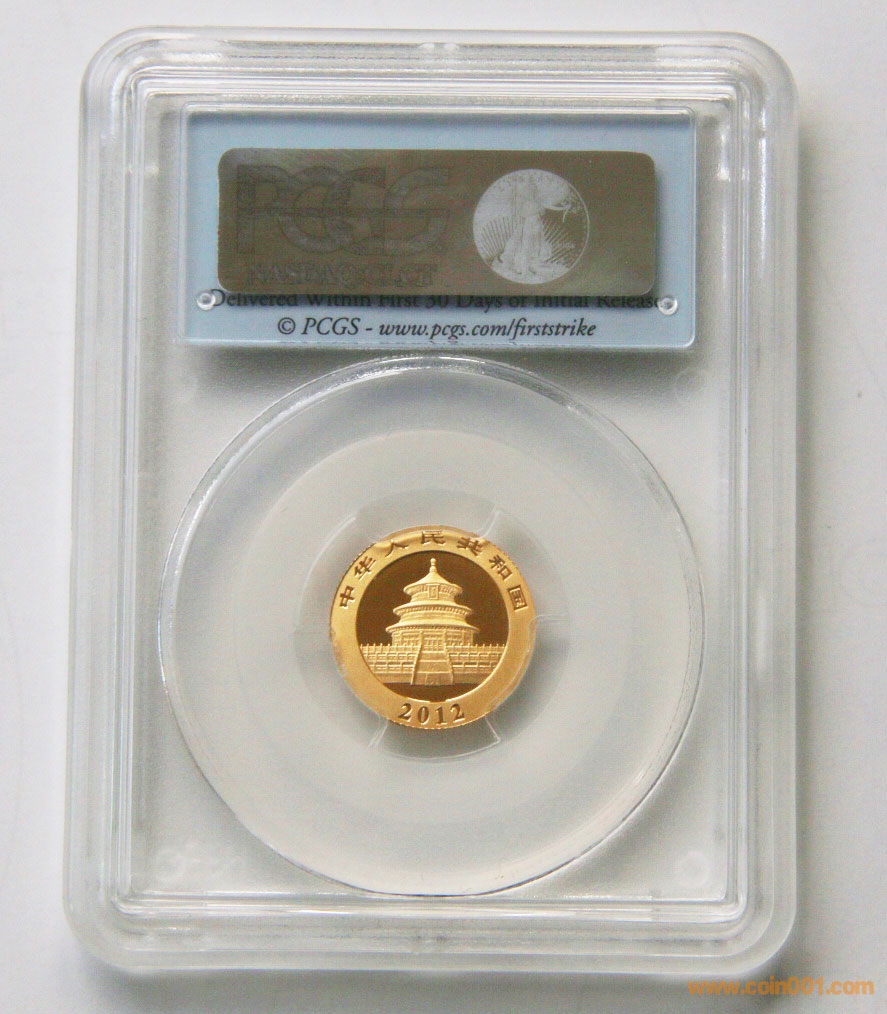 PCGS
Delivered Within First 30 Days of Initial Release
© PCGS - www.pcgs.com/firststrike
中华人民共和国
2012
www.coin001.com